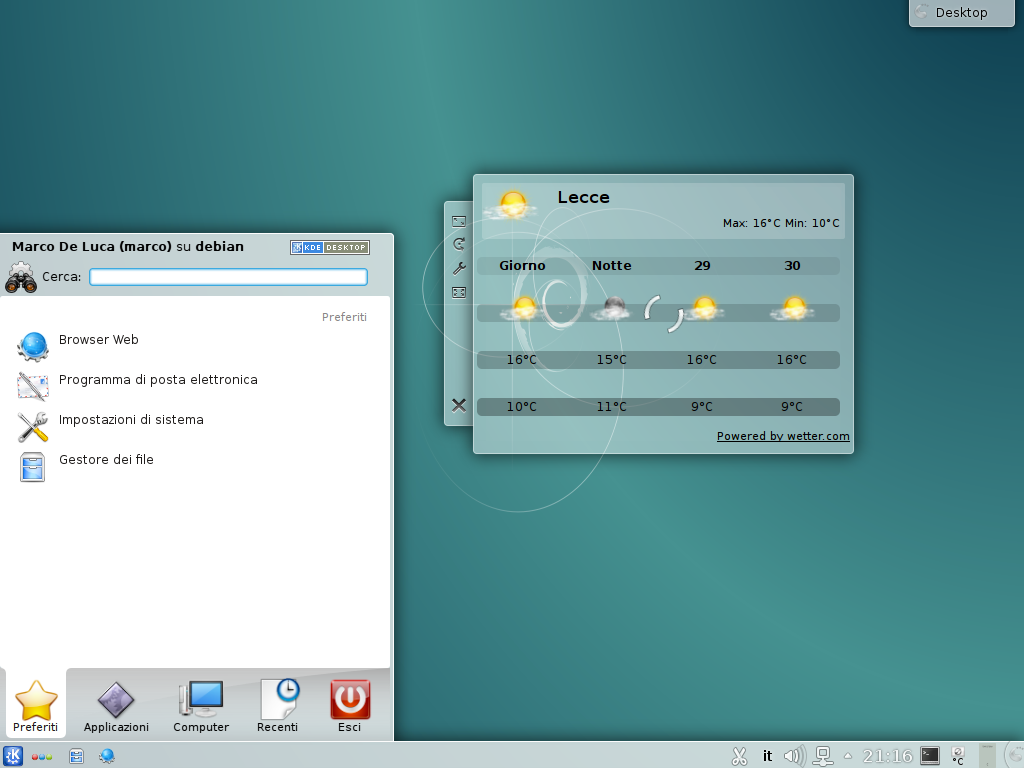 Desktop
Lecce
Max: 16°C Min: 10°C
Giorno Notte 29 30
16°C 15°C 16°C 16°C
10°C 11°C 9°C 9°C
Powered by wetter.com
Marco De Luca (marco) su debian
KDE DESKTOP
Cerca:
Preferiti
Browser Web
Programma di posta elettronica
Impostazioni di sistema
Gestore dei file
Preferiti Applicazioni Computer Recenti Esci
it 21:16 °C